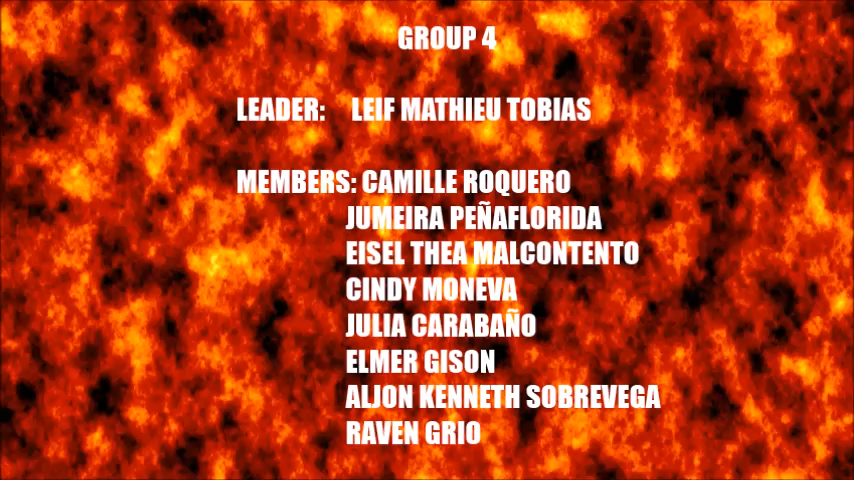 GROUP 4
LEADER: LEIF MATHIEU TOBIAS
MEMBERS: CAMILLE ROQUERO
JUMEIRA PEÑAFLORIDA
EISEL THEA MALCONTENTO
CINDY MONEVA
JULIA CARABAÑO
ELMER GISON
ALJON KENNETH SOBREVEGA
RAVEN GRIO